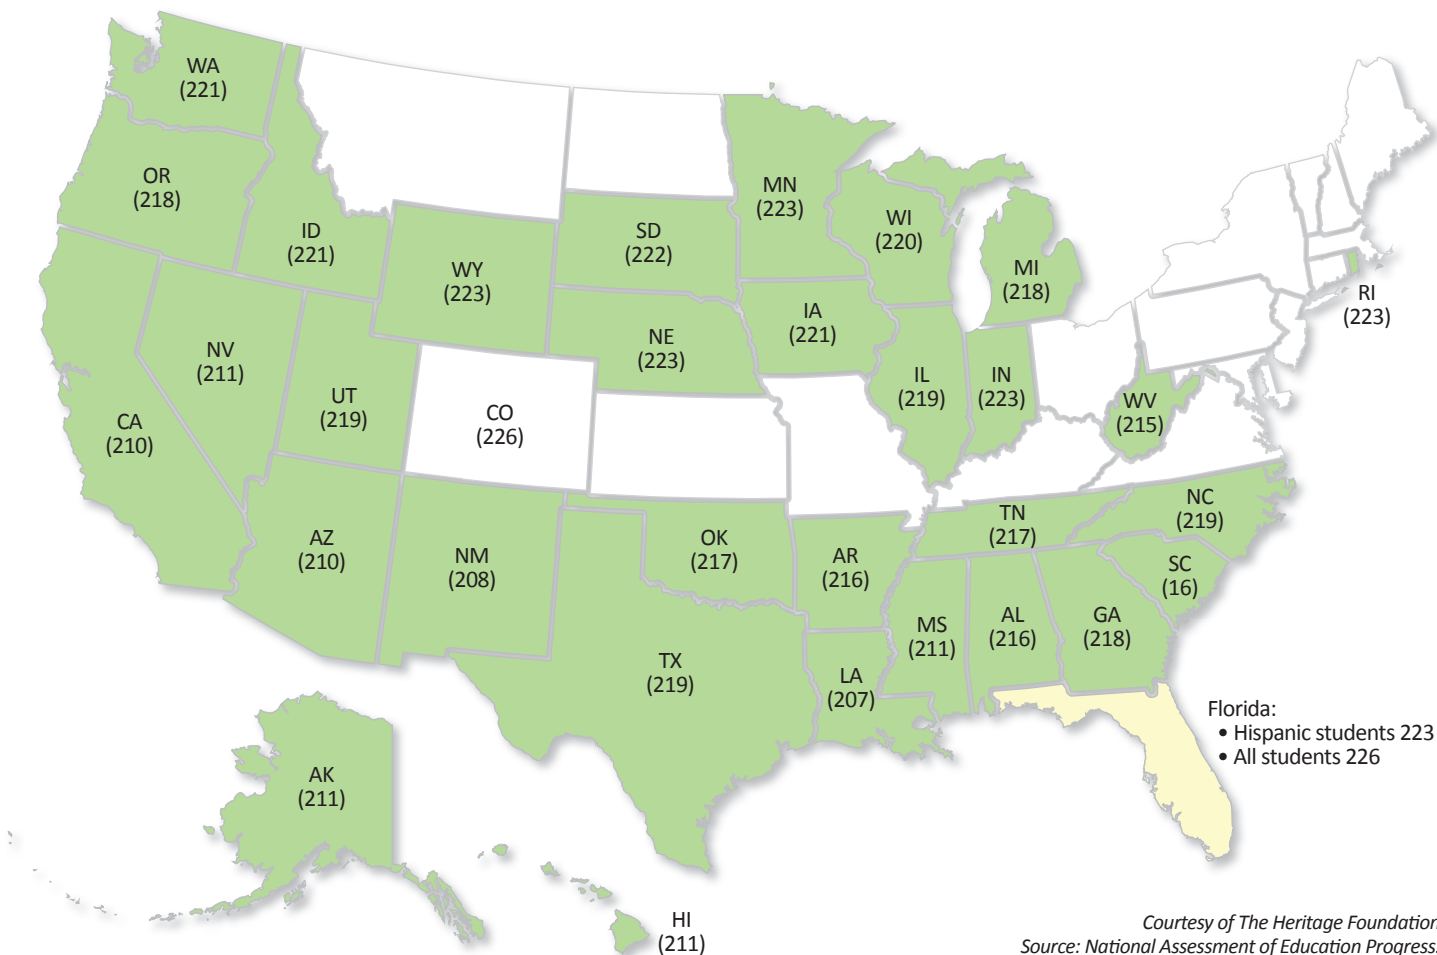 WA
(221)
OR
(218)
ID
(221)
WY
(223)
SD
(222)
MN
(223)
WI
(220)
MI
(218)
RI
(223)
NV
(211)
UT
(219)
CA
(210)
CO
(226)
NE
(223)
IA
(221)
IL
(219)
IN
(223)
WV
(215)
AZ
(210)
NM
(208)
OK
(217)
AR
(216)
TN
(217)
NC
(219)
SC
(16)
MS
(211)
AL
(216)
GA
(218)
TX
(219)
LA
(207)
Florida:
• Hispanic students 223
• All students 226
AK
(211)
HI
(211)
Courtesy of The Heritage Foundation
Source: National Assessment of Education Progress.